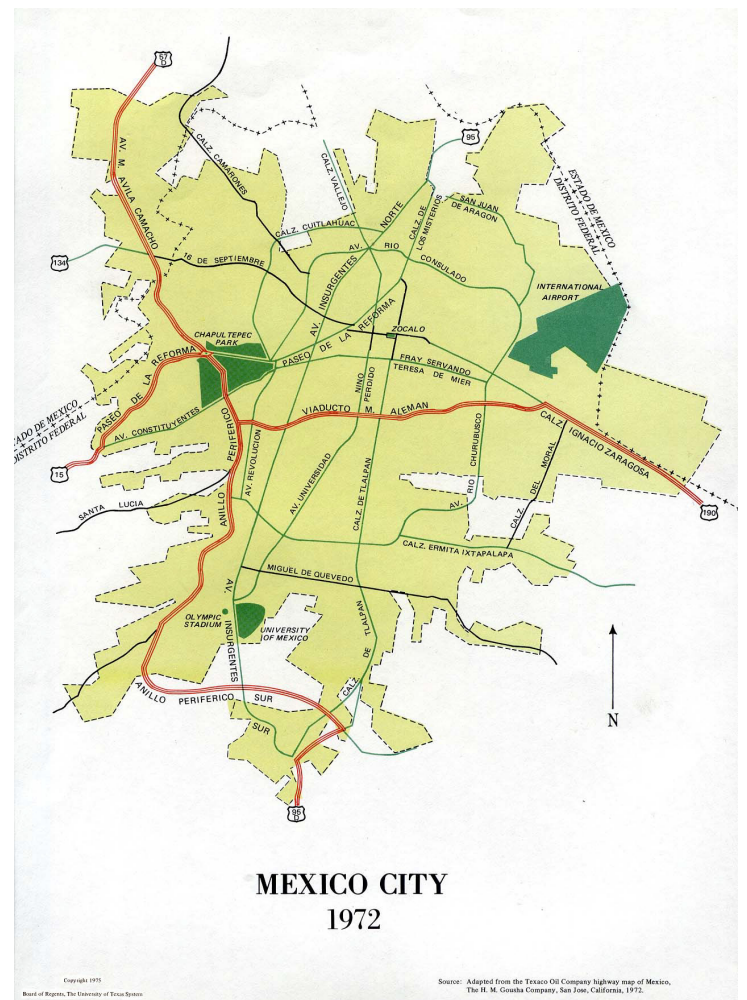 57
D
95
AV. M. AVILA CAMACHO
CALZ. CAMARONES
CALZ. VALLEJO
ESTADO DE MEXICO
DISTRITO FEDERAL
SAN JUAN
DE ARAGON
CALZ. DE
LOS MISTERIOS
NORTE
CALZ. CUITLAHUAC
AV. RIO CONSULADO
134
16 DE SEPTIEMBRE
AV. INSURGENTES
INTERNATIONAL
AIRPORT
CHAPULTEPEC
PARK
ZOCALO
PASEO DE LA REFORMA
PASEO DE LA REFORMA
FRAY SERVANDO
TERESA DE MIER
NINO
PERDIDO
ADO DE MEXICO
DISTRITO FEDERAL
AV. CONSTITUYENTES
VIADUCTO M. ALEMAN
CALZ. IGNACIO ZARAGOSA
15
ANILLO PERIFERICO
AV. REVOLUCION
AV. UNIVERSIDAD
CALZ. DE TLALPAN
AV. RIO CHURUBUSCO
CALZ. DEL MORAL
190
SANTA LUCIA
CALZ. ERMITA IXTAPALAPA
MIGUEL DE QUEVEDO
AV. INSURGENTES SUR
OLYMPIC
STADIUM
UNIVERSITY
OF MEXICO
CALZ. DE TLALPAN
ANILLO PERIFERICO SUR
N
95
D
MEXICO CITY
1972
Copyright 1975
Board of Regents, The University of Texas System
Source: Adapted from the Texaco Oil Company highway map of Mexico,
The H. M. Gousha Company, San Jose, California, 1972.